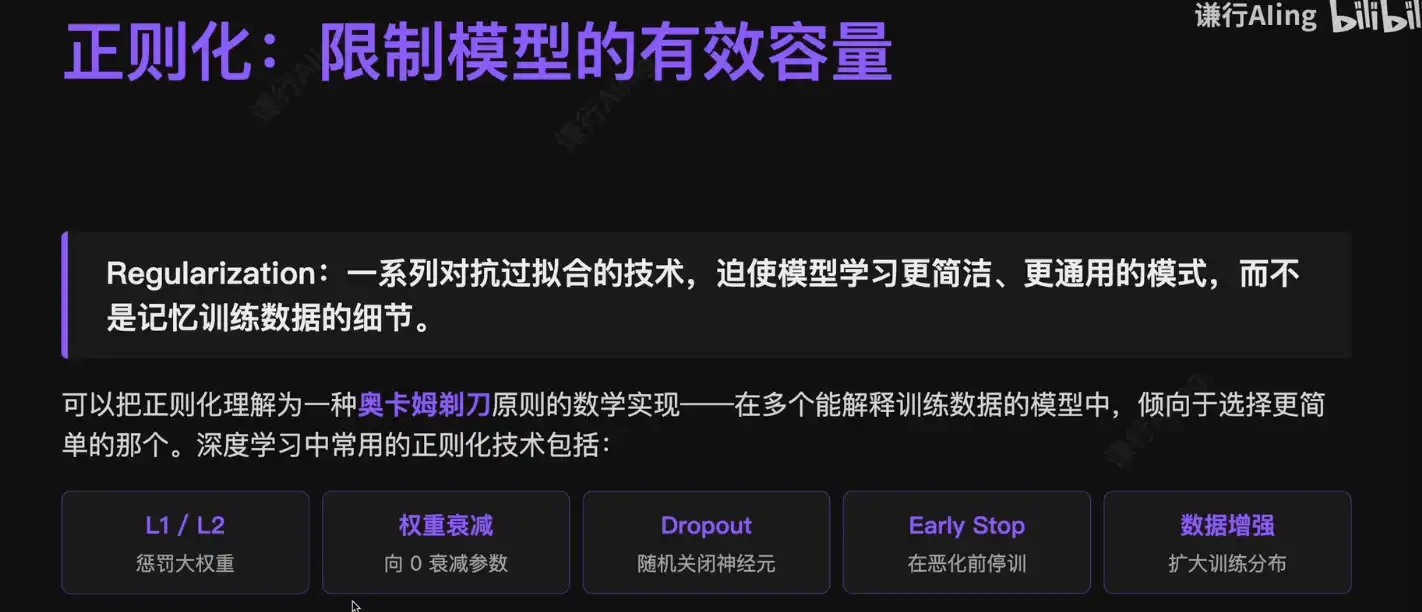 谦行AIing bilibil
正则化：限制模型的有效容量
Regularization：一系列对抗过拟合的技术，迫使模型学习更简洁、更通用的模式，而不
是记忆训练数据的细节。
可以把正则化理解为一种奥卡姆剃刀原则的数学实现——在多个能解释训练数据的模型中，倾向于选择更简
单的那个。深度学习中常用的正则化技术包括：
L1 / L2
惩罚大权重
权重衰减
向 0 衰减参数
Dropout
随机关闭神经元
Early Stop
在恶化前停训
数据增强
扩大训练分布